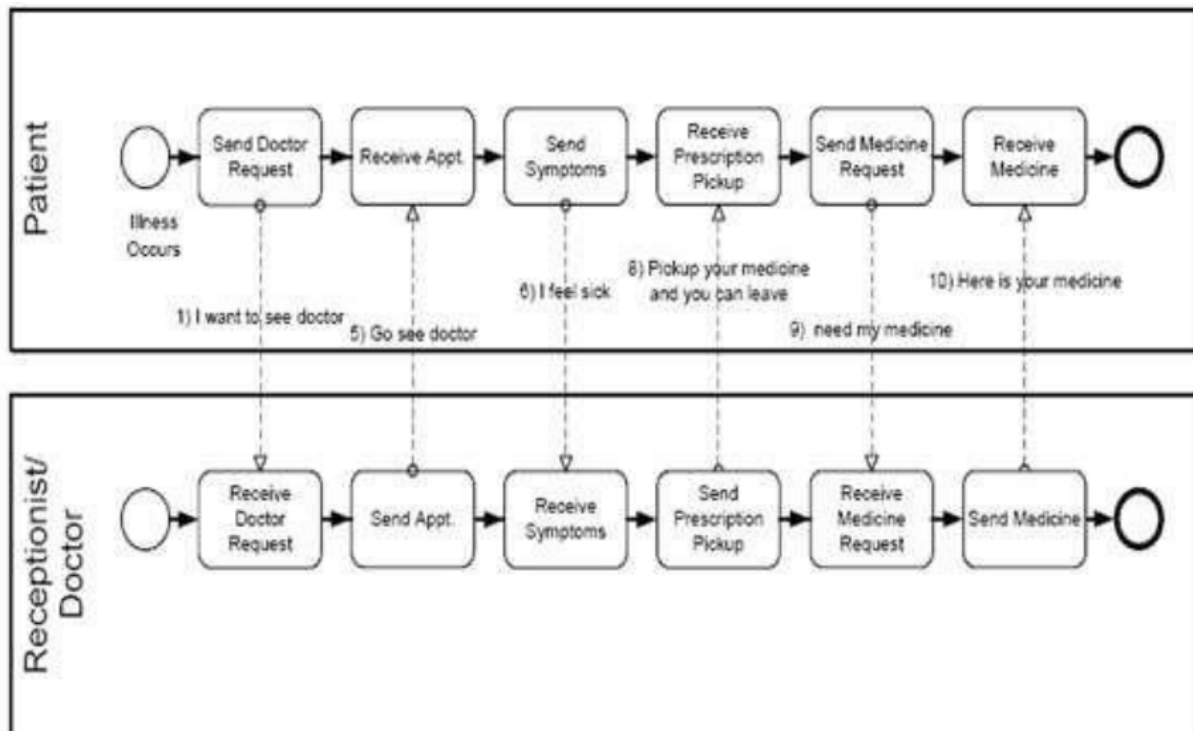 Patient
Send Doctor
Request
Receive Appt.
Send
Symptoms
Receive
Prescription
Pickup
Send Medicine
Request
Receive
Medicine
Illness
Occurs
1) I want to see doctor
5) Go see doctor
6) I feel sick
8) Pickup your medicine
and you can leave
9) need my medicine
10) Here is your medicine
Receptionist/
Doctor
Receive
Doctor
Request
Send Appt.
Receive
Symptoms
Send
Prescription
Pickup
Receive
Medicine
Request
Send Medicine